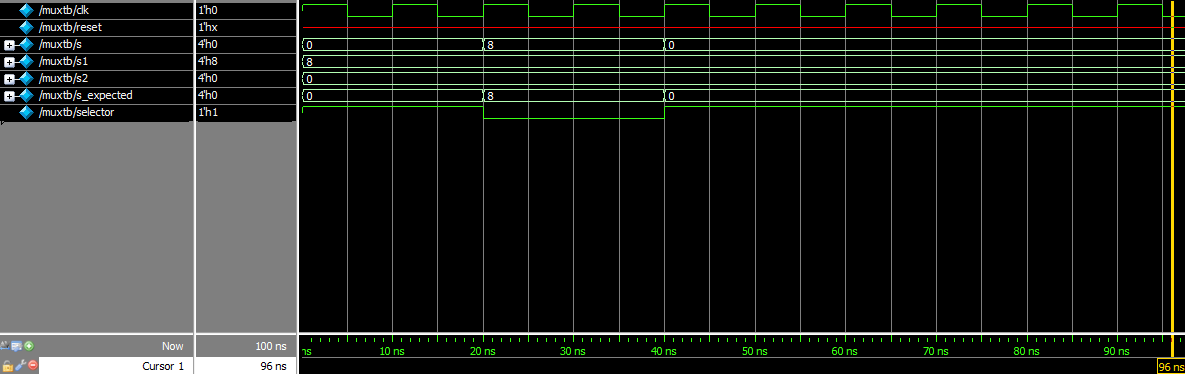 /muxtb/clk 1'h0
/muxtb/reset 1'hx
/muxtb/s 4'h0 0 8 0
/muxtb/s1 4'h8 8
/muxtb/s2 4'h0 0
/muxtb/s_expected 4'h0 0 8 0
/muxtb/selector 1'h1
Now 100 ns ns 10 ns 20 ns 30 ns 40 ns 50 ns 60 ns 70 ns 80 ns 90 ns
Cursor 1 96 ns 96 ns